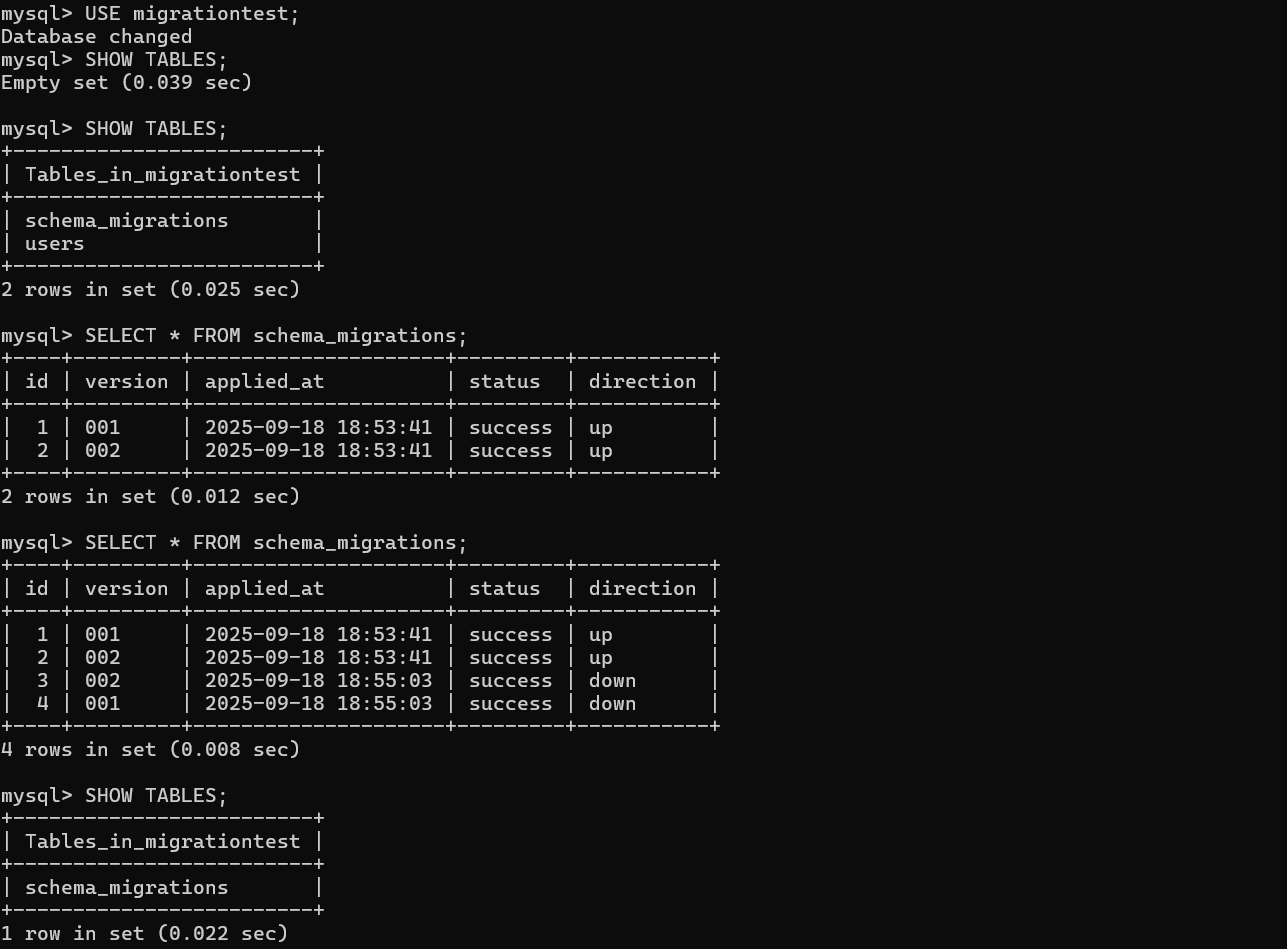 mysql> USE migrationtest;
Database changed
mysql> SHOW TABLES;
Empty set (0.039 sec)

mysql> SHOW TABLES;
+-------------------------+
| Tables_in_migrationtest |
+-------------------------+
| schema_migrations       |
| users                   |
+-------------------------+
2 rows in set (0.025 sec)

mysql> SELECT * FROM schema_migrations;
+----+---------+---------------------+---------+-----------+
| id | version | applied_at          | status  | direction |
+----+---------+---------------------+---------+-----------+
|  1 | 001     | 2025-09-18 18:53:41 | success | up        |
|  2 | 002     | 2025-09-18 18:53:41 | success | up        |
+----+---------+---------------------+---------+-----------+
2 rows in set (0.012 sec)

mysql> SELECT * FROM schema_migrations;
+----+---------+---------------------+---------+-----------+
| id | version | applied_at          | status  | direction |
+----+---------+---------------------+---------+-----------+
|  1 | 001     | 2025-09-18 18:53:41 | success | up        |
|  2 | 002     | 2025-09-18 18:53:41 | success | up        |
|  3 | 002     | 2025-09-18 18:55:03 | success | down      |
|  4 | 001     | 2025-09-18 18:55:03 | success | down      |
+----+---------+---------------------+---------+-----------+
4 rows in set (0.008 sec)

mysql> SHOW TABLES;
+-------------------------+
| Tables_in_migrationtest |
+-------------------------+
| schema_migrations       |
+-------------------------+
1 row in set (0.022 sec)